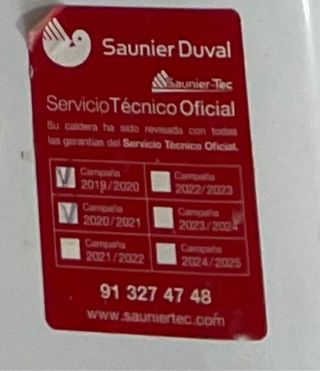 Saunier Duval
Saunier-Tec
Servicio Técnico Oficial
Su caldera ha sido revisada con todas
las garantías del Servicio Técnico Oficial.
Campaña
2019/2020
Campaña
2022/2023
Campaña
2020/2021
Campaña
2023/2024
Campaña
2021/2022
Campaña
2024/2025
91 327 47 48
www.sauniertec.com